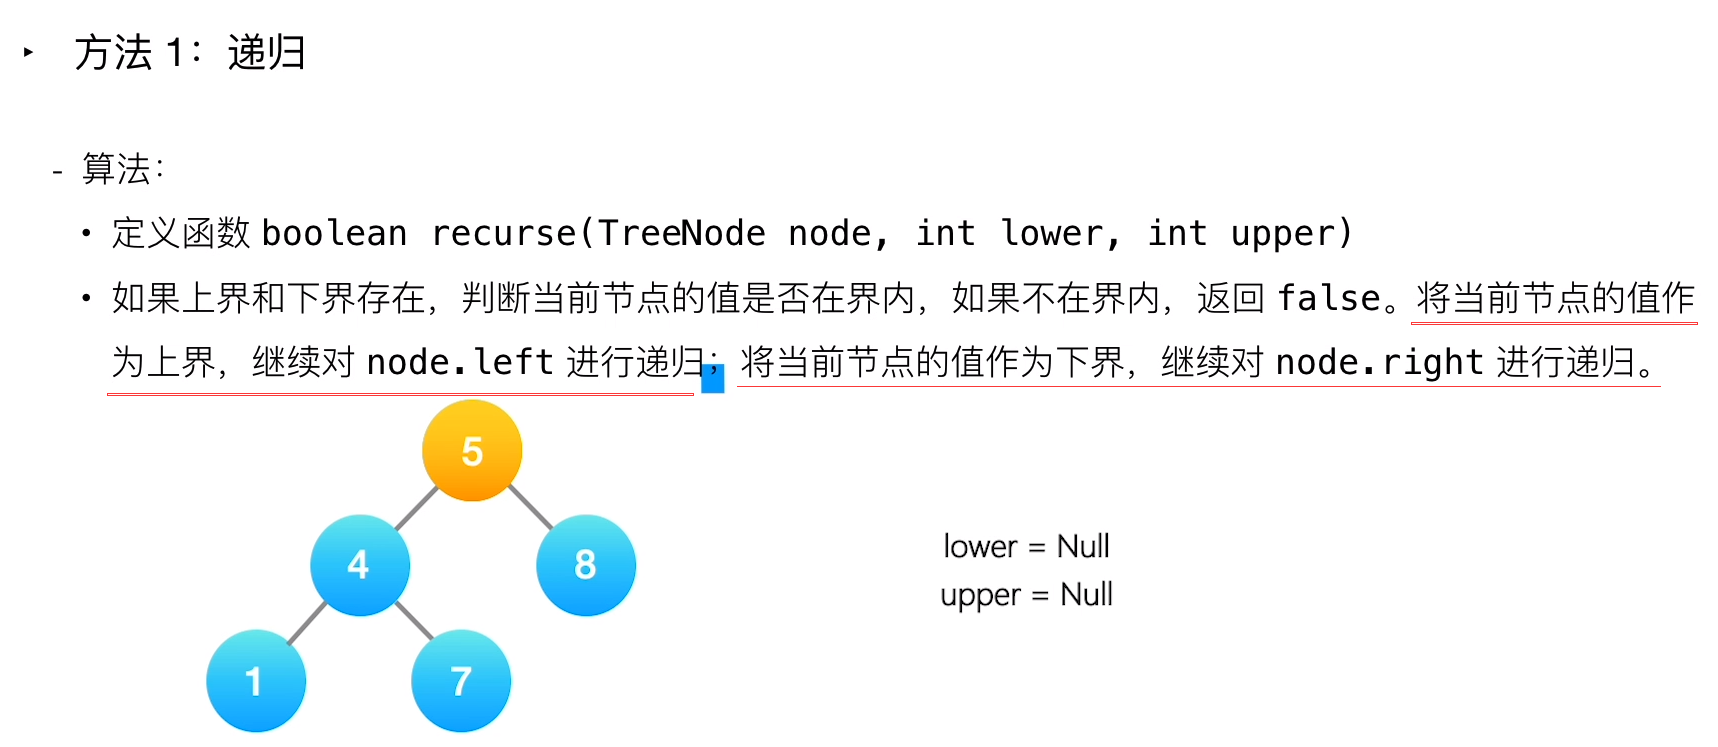 ‣ 方法 1：递归
- 算法：
• 定义函数 boolean recurse(TreeNode node, int lower, int upper)
• 如果上界和下界存在，判断当前节点的值是否在界内，如果不在界内，返回 false。将当前节点的值作
为上界，继续对 node.left 进行递归；将当前节点的值作为下界，继续对 node.right 进行递归。
5
4 8
lower = Null
upper = Null
1 7